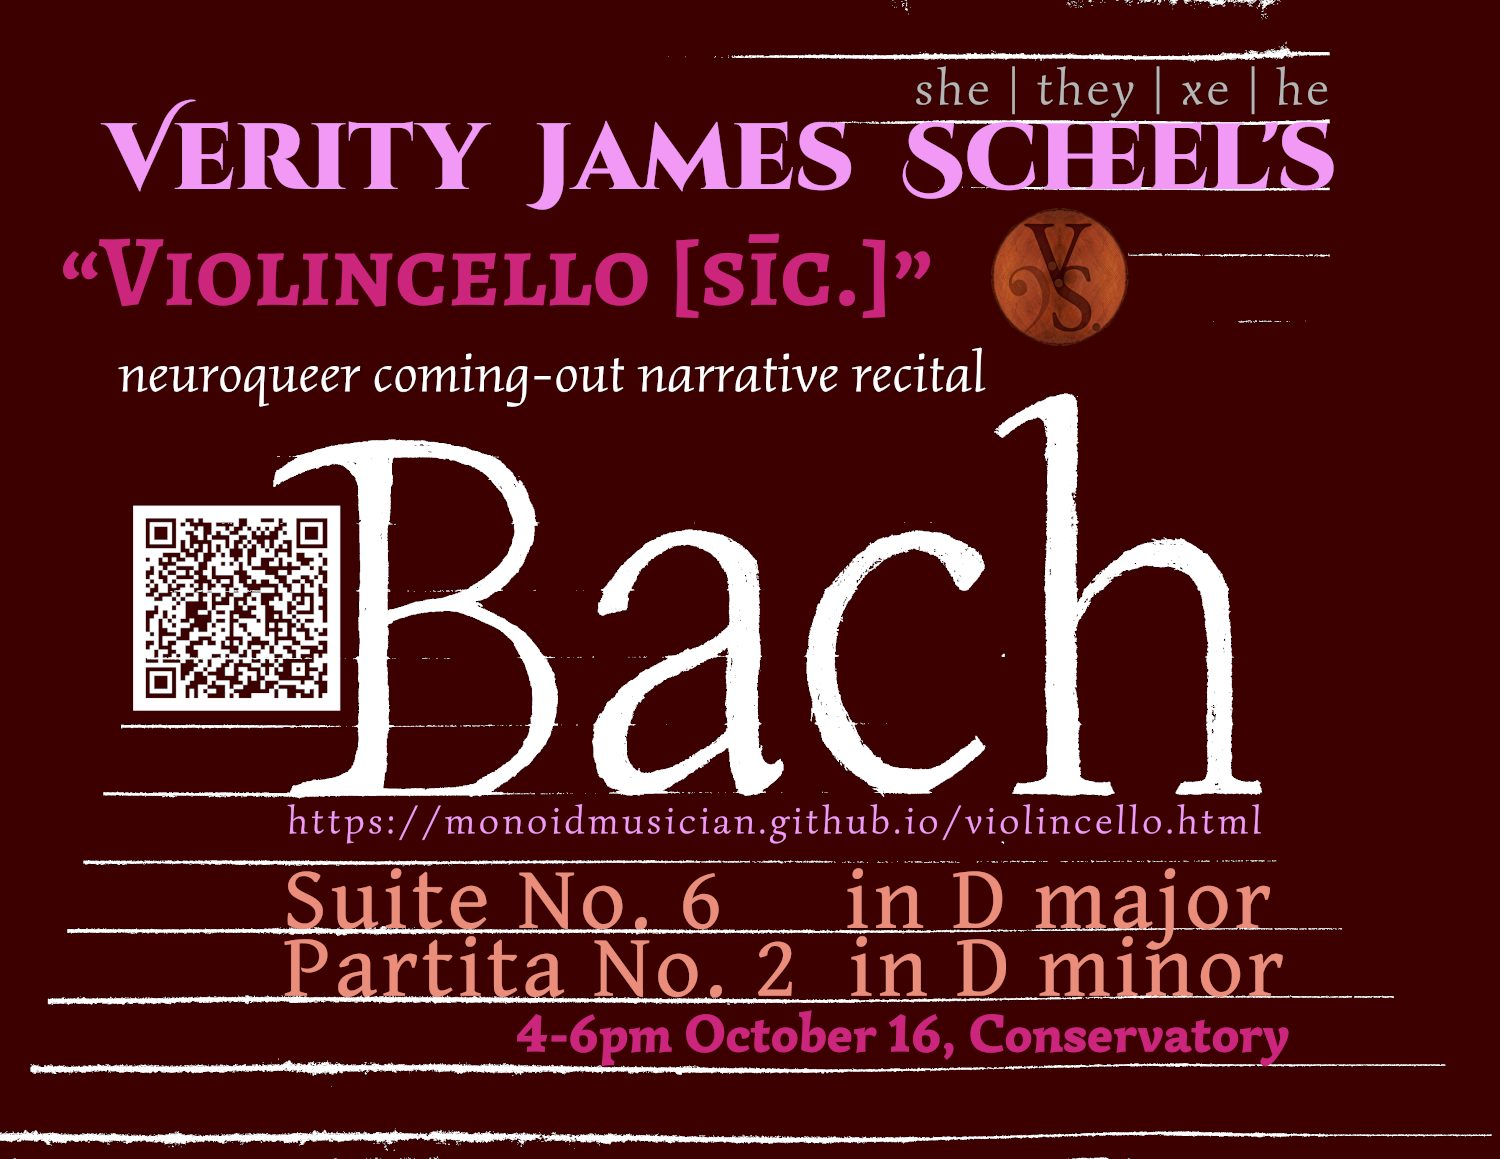 she | they | xe | he
Verity James Scheel's
“Violincello [sīc.]”
V.S.
neuroqueer coming-out narrative recital
Bach
https://monoidmusician.github.io/violincello.html
Suite No. 6 in D major
Partita No. 2 in D minor
4-6pm October 16, Conservatory